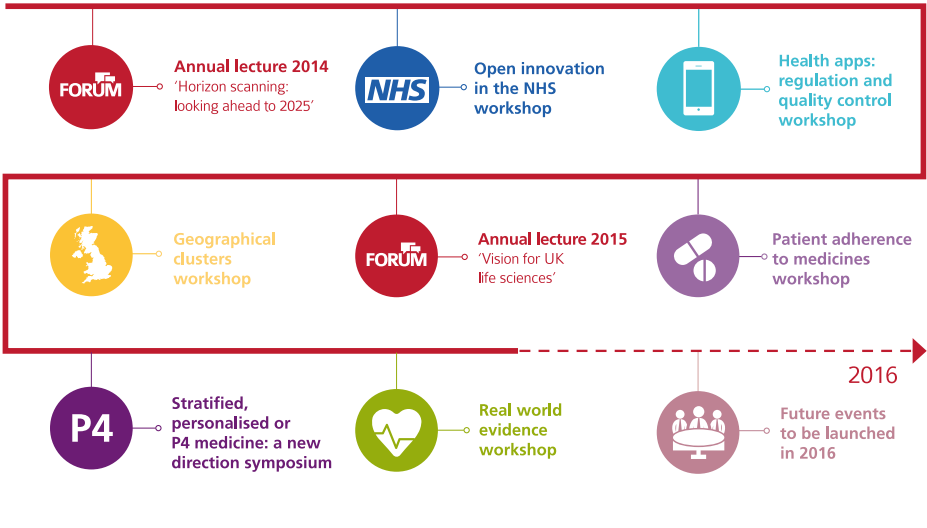 FORUM
Annual lecture 2014
‘Horizon scanning:
looking ahead to 2025’
NHS
Open innovation
in the NHS
workshop
Health apps:
regulation and
quality control
workshop
Geographical
clusters
workshop
FORUM
Annual lecture 2015
‘Vision for UK
life sciences’
Patient adherence
to medicines
workshop
2016
P4
Stratified,
personalised or
P4 medicine: a new
direction symposium
Real world
evidence
workshop
Future events
to be launched
in 2016